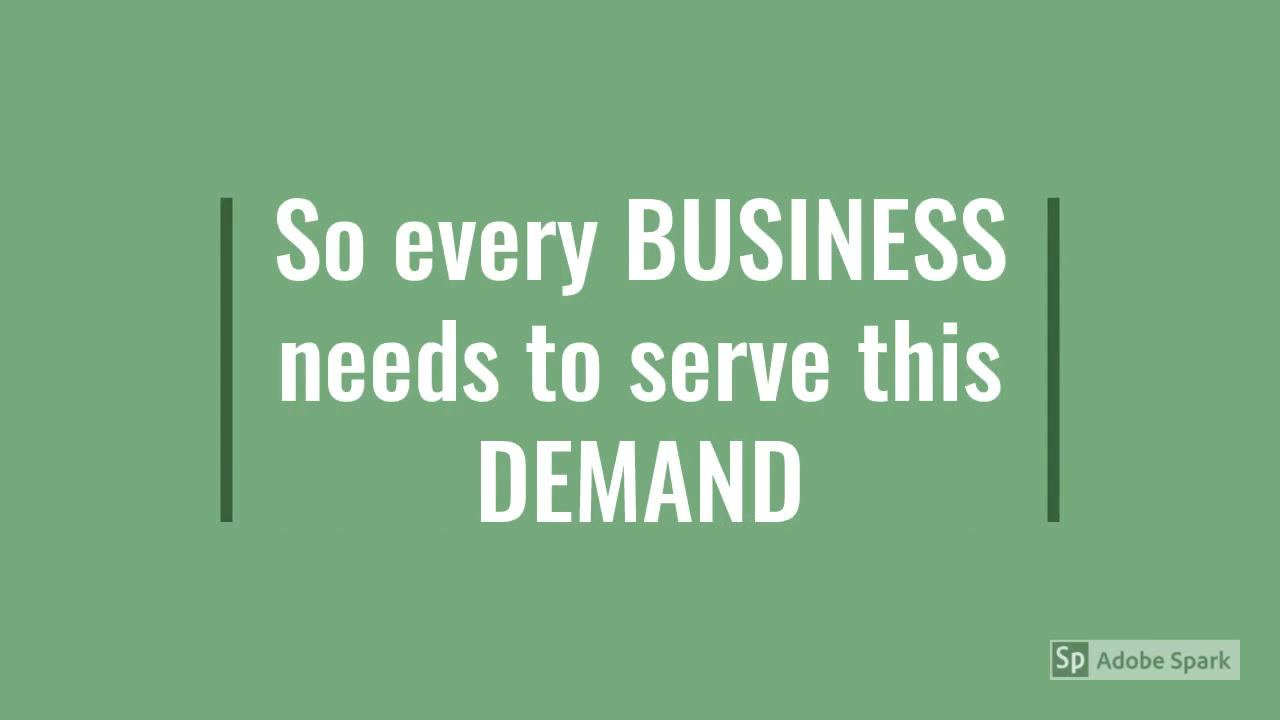 So every BUSINESS
needs to serve this
DEMAND
Sp Adobe Spark